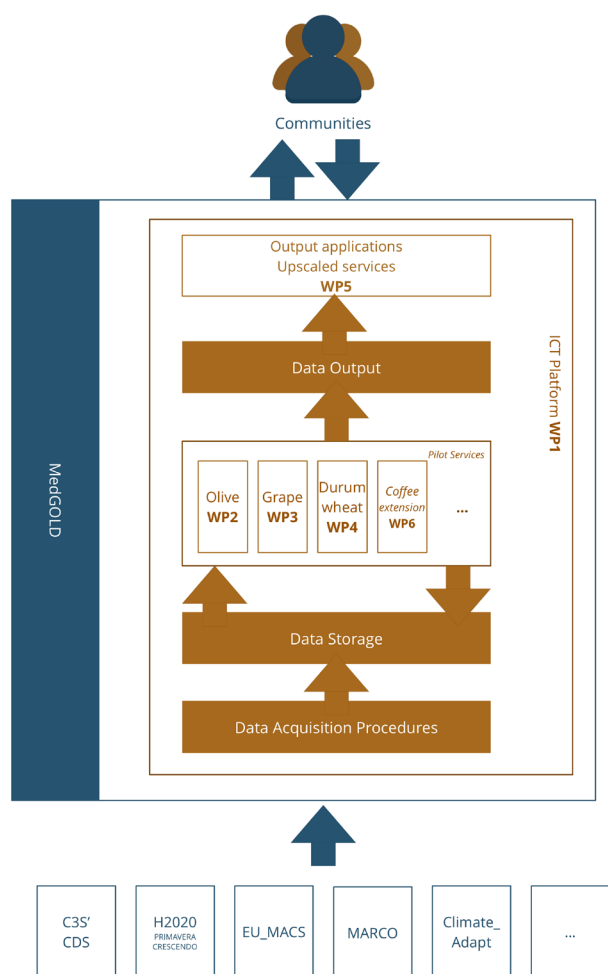 Communities
MedGOLD
ICT Platform WP1
Output applications
Upscaled services
WP5
Data Output
Pilot Services
Olive
WP2
Grape
WP3
Durum
wheat
WP4
Coffee
extension
WP6
...
Data Storage
Data Acquisition Procedures
C3S’
CDS
H2020
PRIMAVERA
CRESCENDO
EU_MACS
MARCO
Climate_
Adapt
...